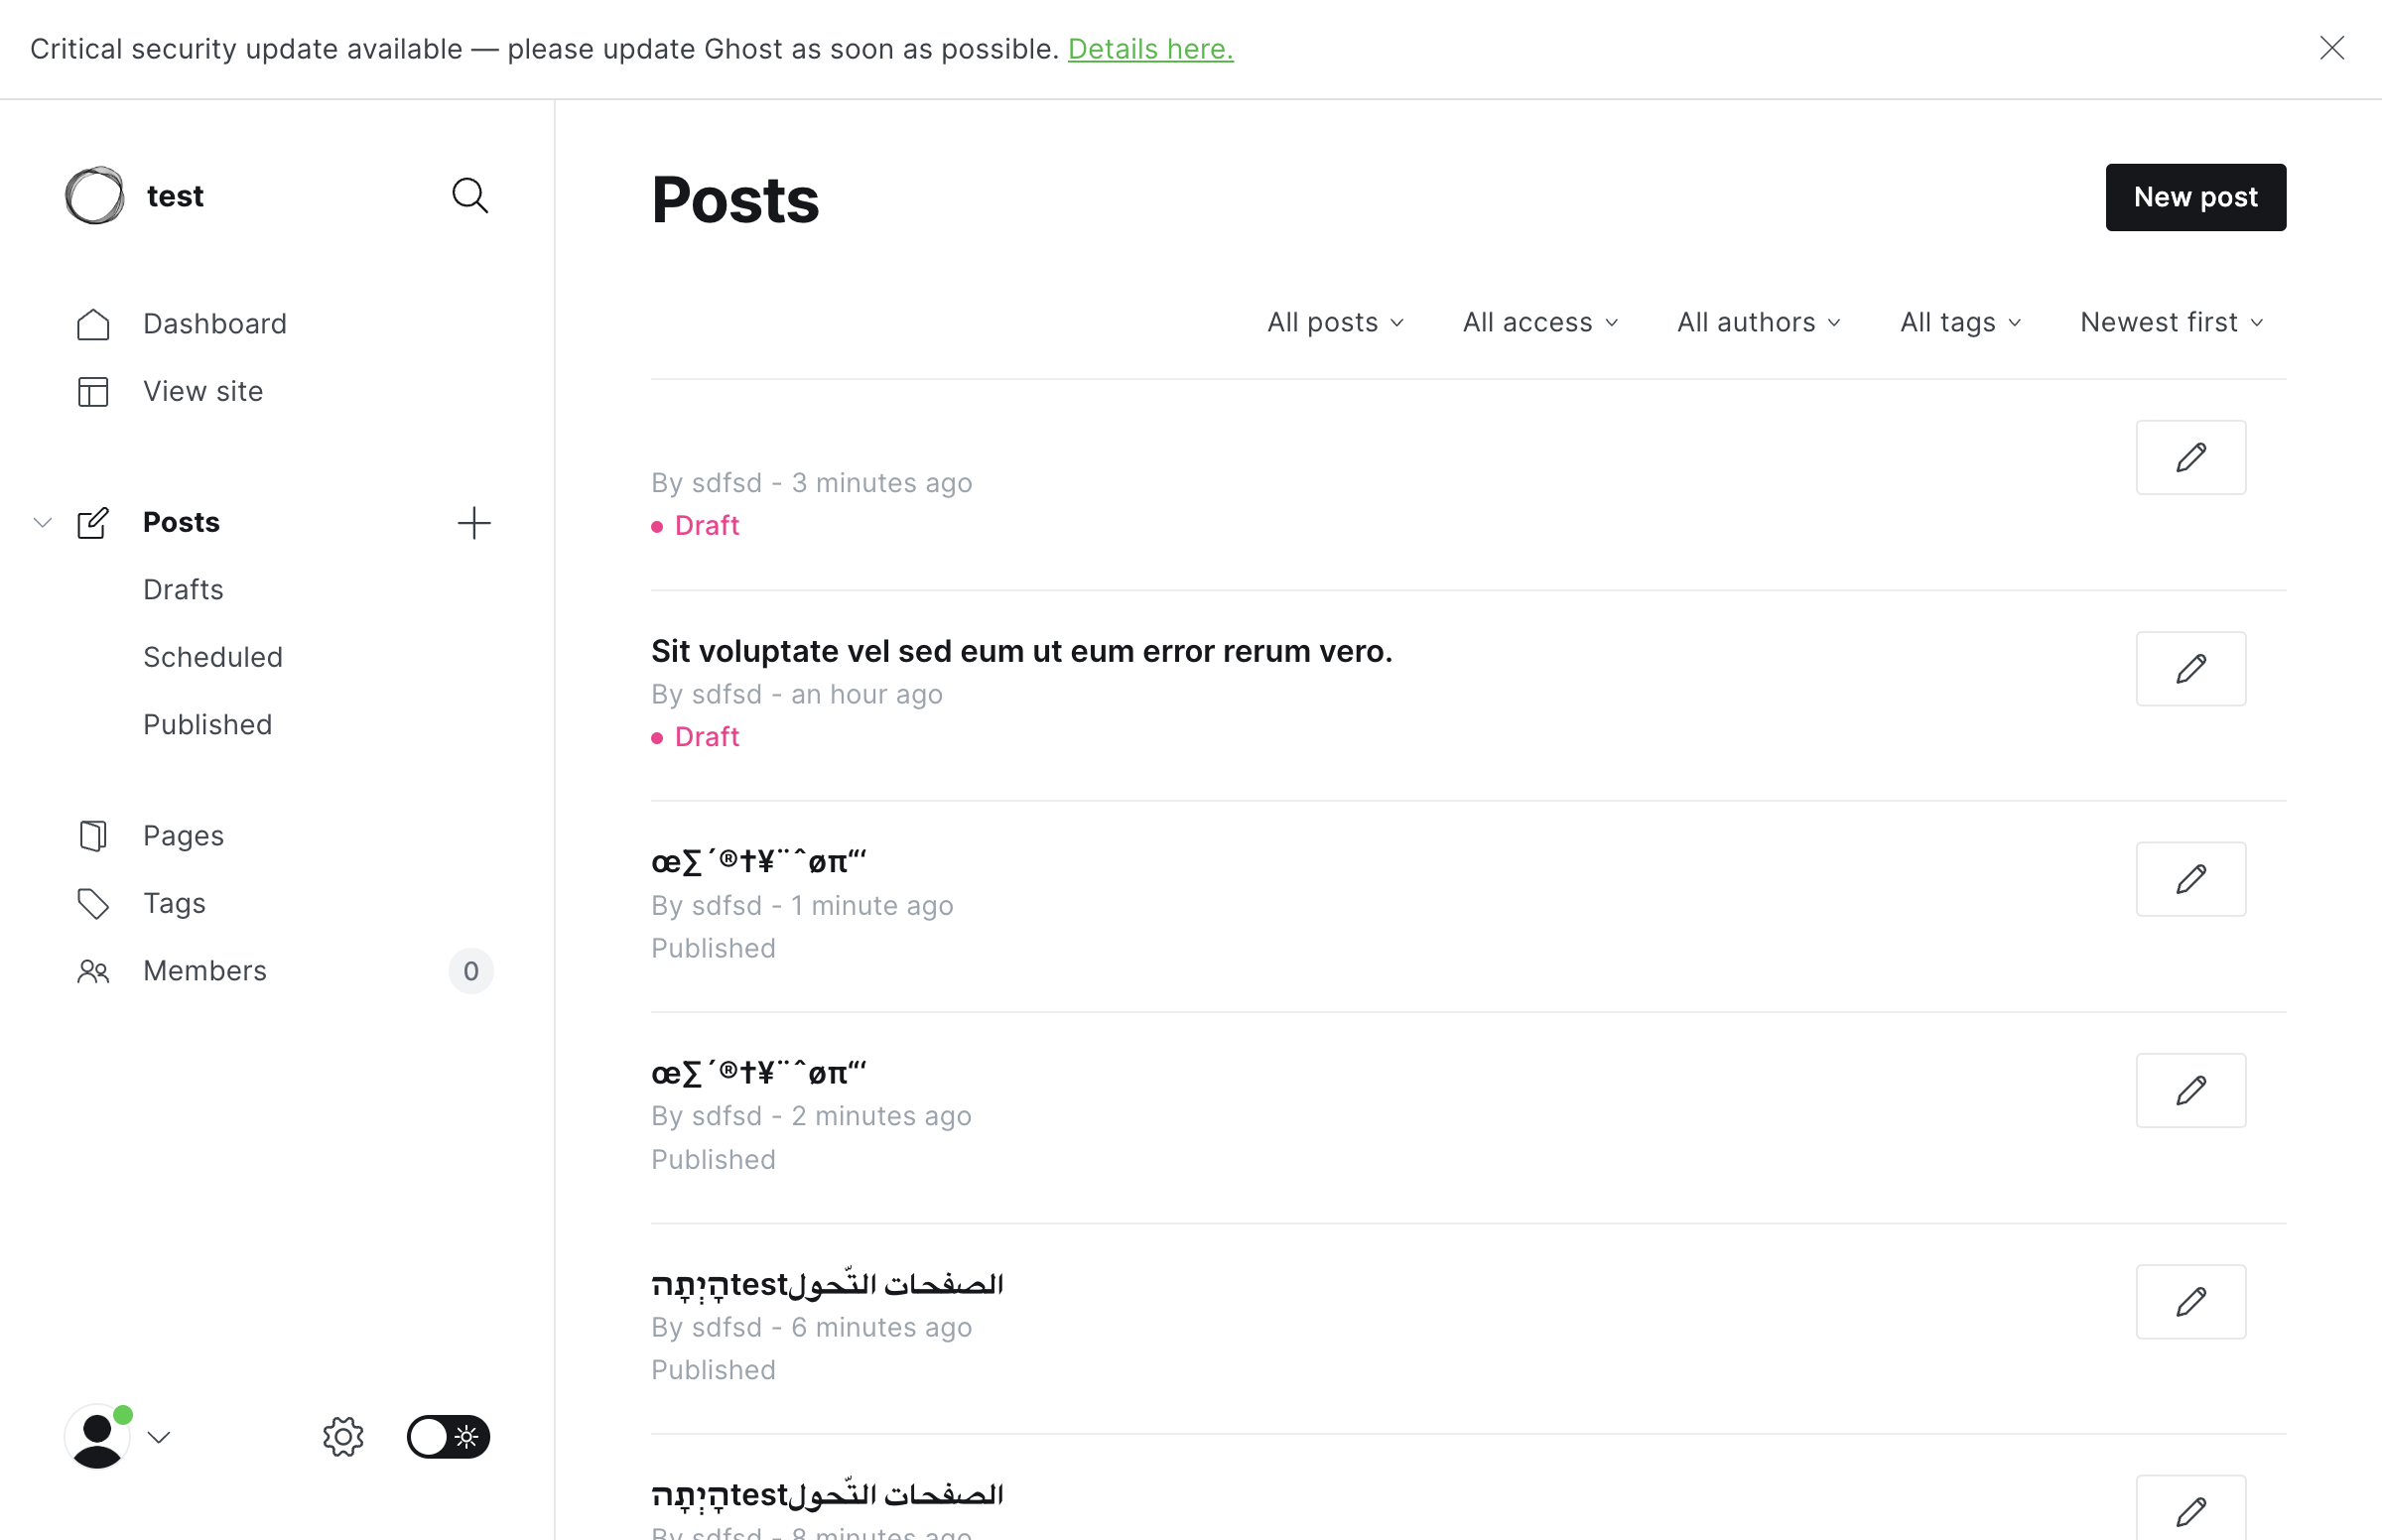 Critical security update available — please update Ghost as soon as possible. Details here.
test
Dashboard
View site
Posts
Drafts
Scheduled
Published
Pages
Tags
Members 0
Posts
New post
All posts All access All authors All tags Newest first
By sdfsd - 3 minutes ago
Draft
Sit voluptate vel sed eum ut eum error rerum vero.
By sdfsd - an hour ago
Draft
œ∑´®†¥¨ˆøπ“‘
By sdfsd - 1 minute ago
Published
œ∑´®†¥¨ˆøπ“‘
By sdfsd - 2 minutes ago
Published
הָיְתָהtestالصفحات التّحول
By sdfsd - 6 minutes ago
Published
הָיְתָהtestالصفحات التّحول
By sdfsd - 8 minutes ago